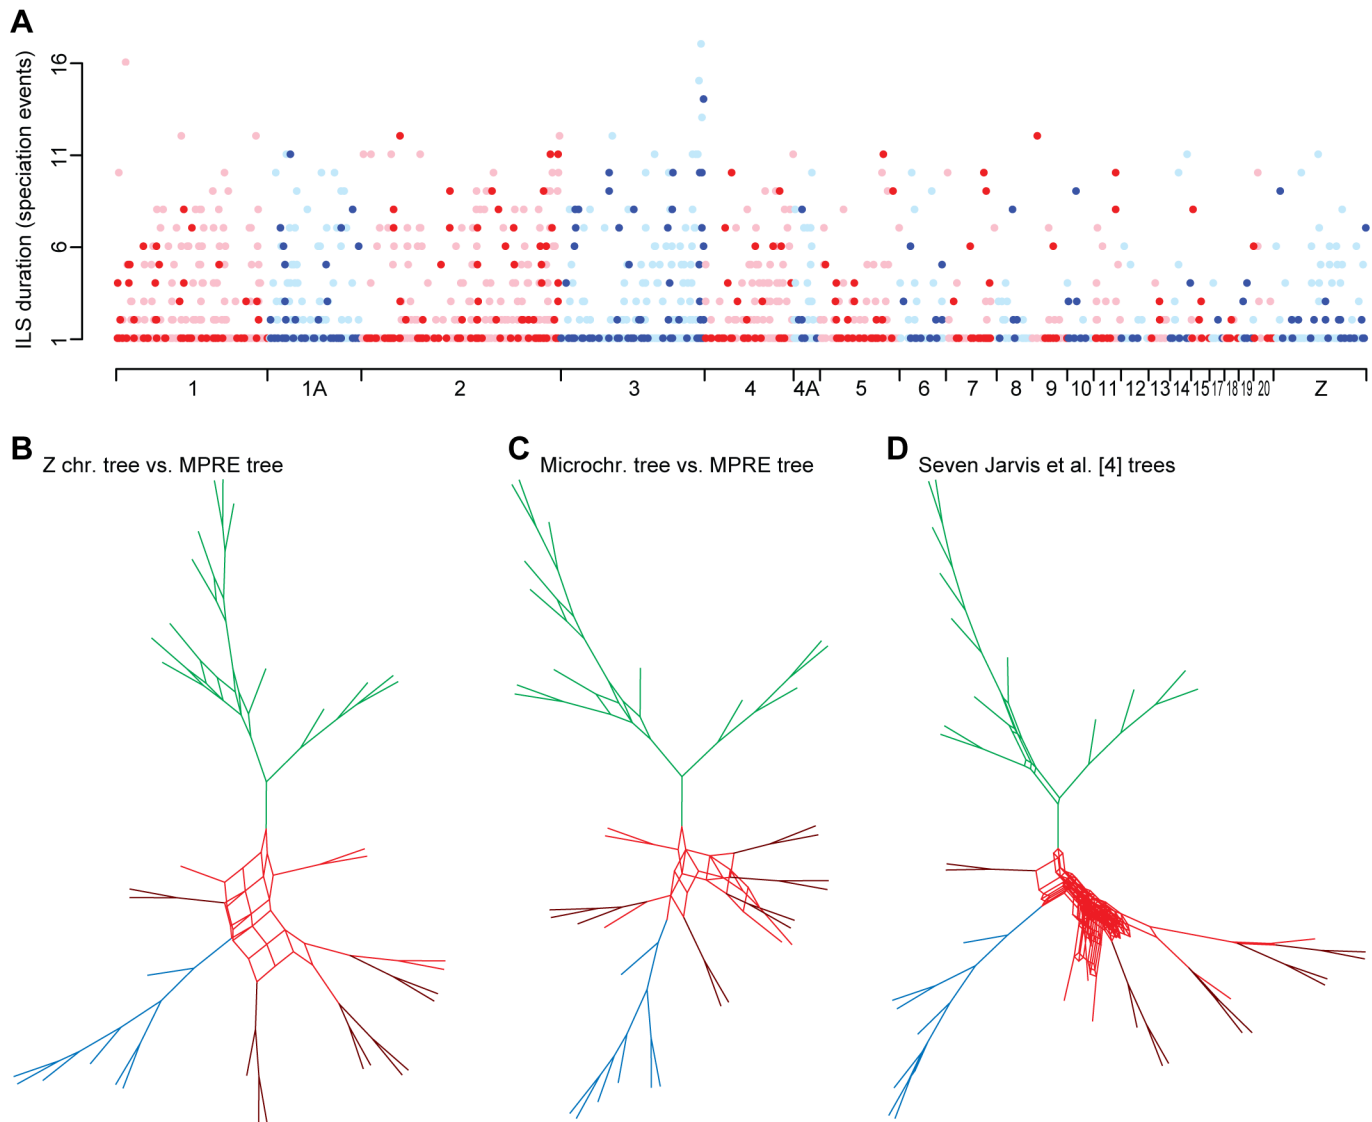 A
ILS duration (speciation events)
16
11
6
1
1 1A 2 3 4 4A 5 6 7 8 9 10 11 12 13 14 15 17 18 19 20 Z
B Z chr. tree vs. MPRE tree
C Microchr. tree vs. MPRE tree
D Seven Jarvis et al. [4] trees